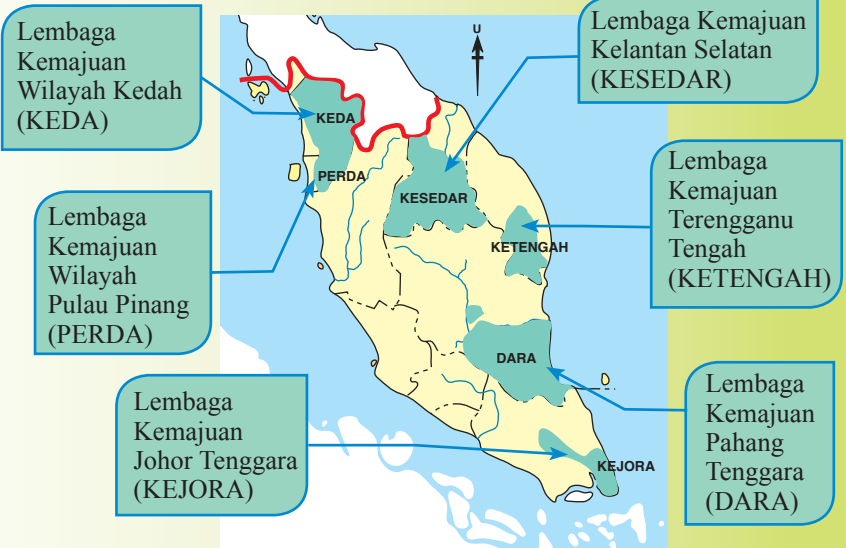 Lembaga
Kemajuan
Wilayah Kedah
(KEDA)
Lembaga Kemajuan
Kelantan Selatan
(KESEDAR)
U
KEDA
PERDA
KESEDAR
KETENGAH
Lembaga
Kemajuan
Terengganu
Tengah
(KETENGAH)
Lembaga
Kemajuan
Wilayah
Pulau Pinang
(PERDA)
DARA
Lembaga
Kemajuan
Johor Tenggara
(KEJORA)
KEJORA
Lembaga
Kemajuan
Pahang
Tenggara
(DARA)